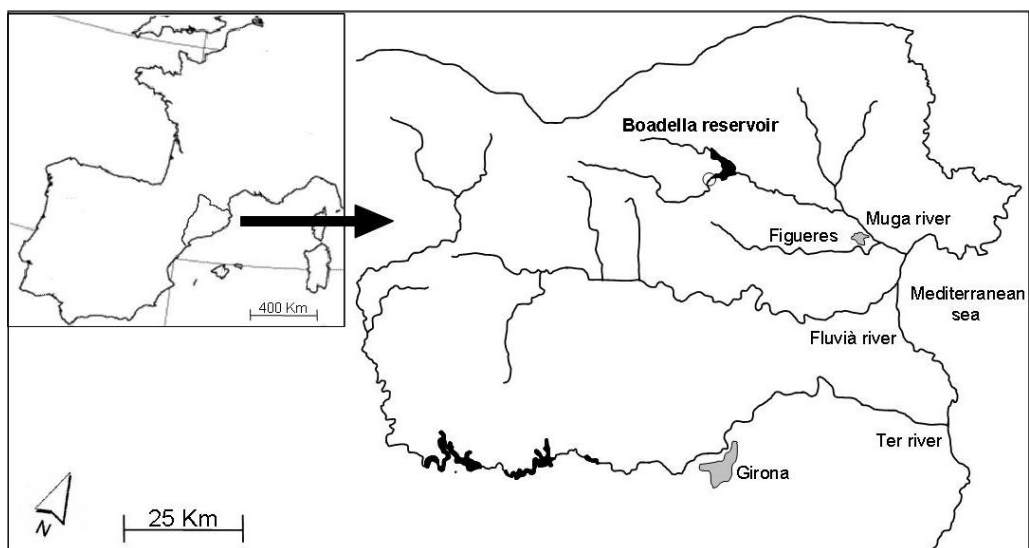 Boadella reservoir
Muga river
Figueres
400 Km
Mediterranean
sea
Fluvià river
Ter river
Girona
N
25 Km